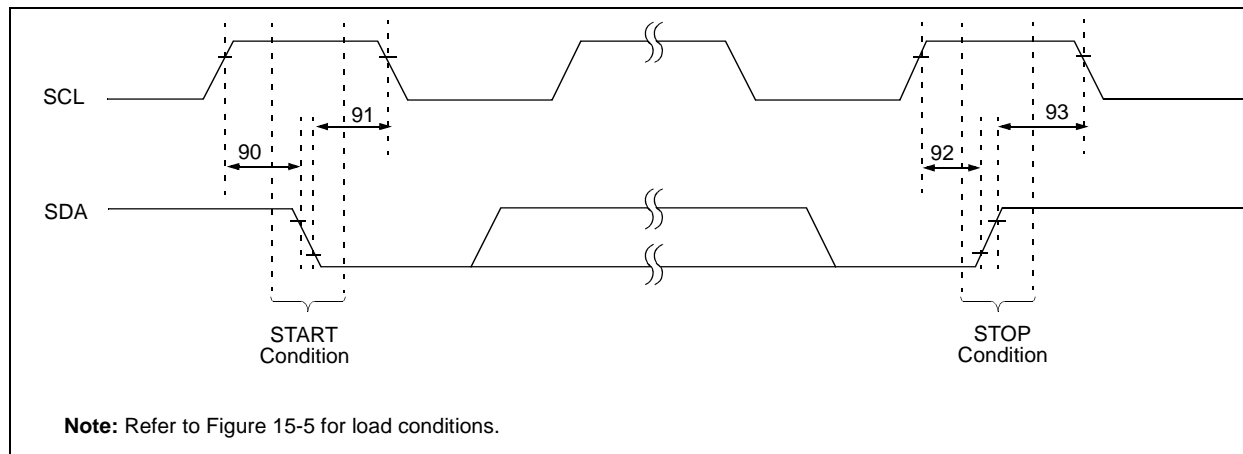 SCL
91
93
90
92
SDA
START
Condition
STOP
Condition
Note: Refer to Figure 15-5 for load conditions.